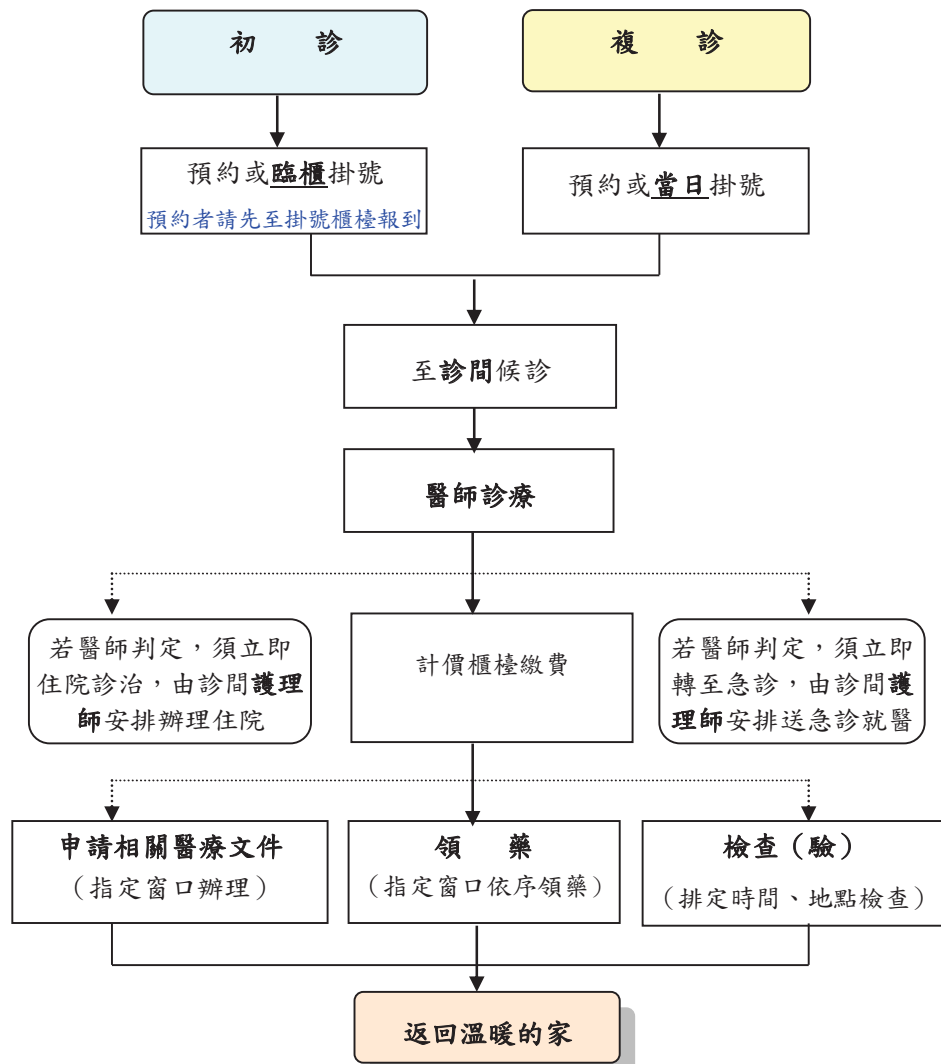 初 診
複 診
預約或臨櫃掛號
預約者請先至掛號櫃檯報到
預約或當日掛號
至診間候診
醫師診療
若醫師判定，須立即
住院診治，由診間護理
師安排辦理住院
計價櫃檯繳費
若醫師判定，須立即
轉至急診，由診間護
理師安排送急診就醫
申請相關醫療文件
（指定窗口辦理）
領 藥
（指定窗口依序領藥）
檢查（驗）
（排定時間、地點檢查）
返回溫暖的家